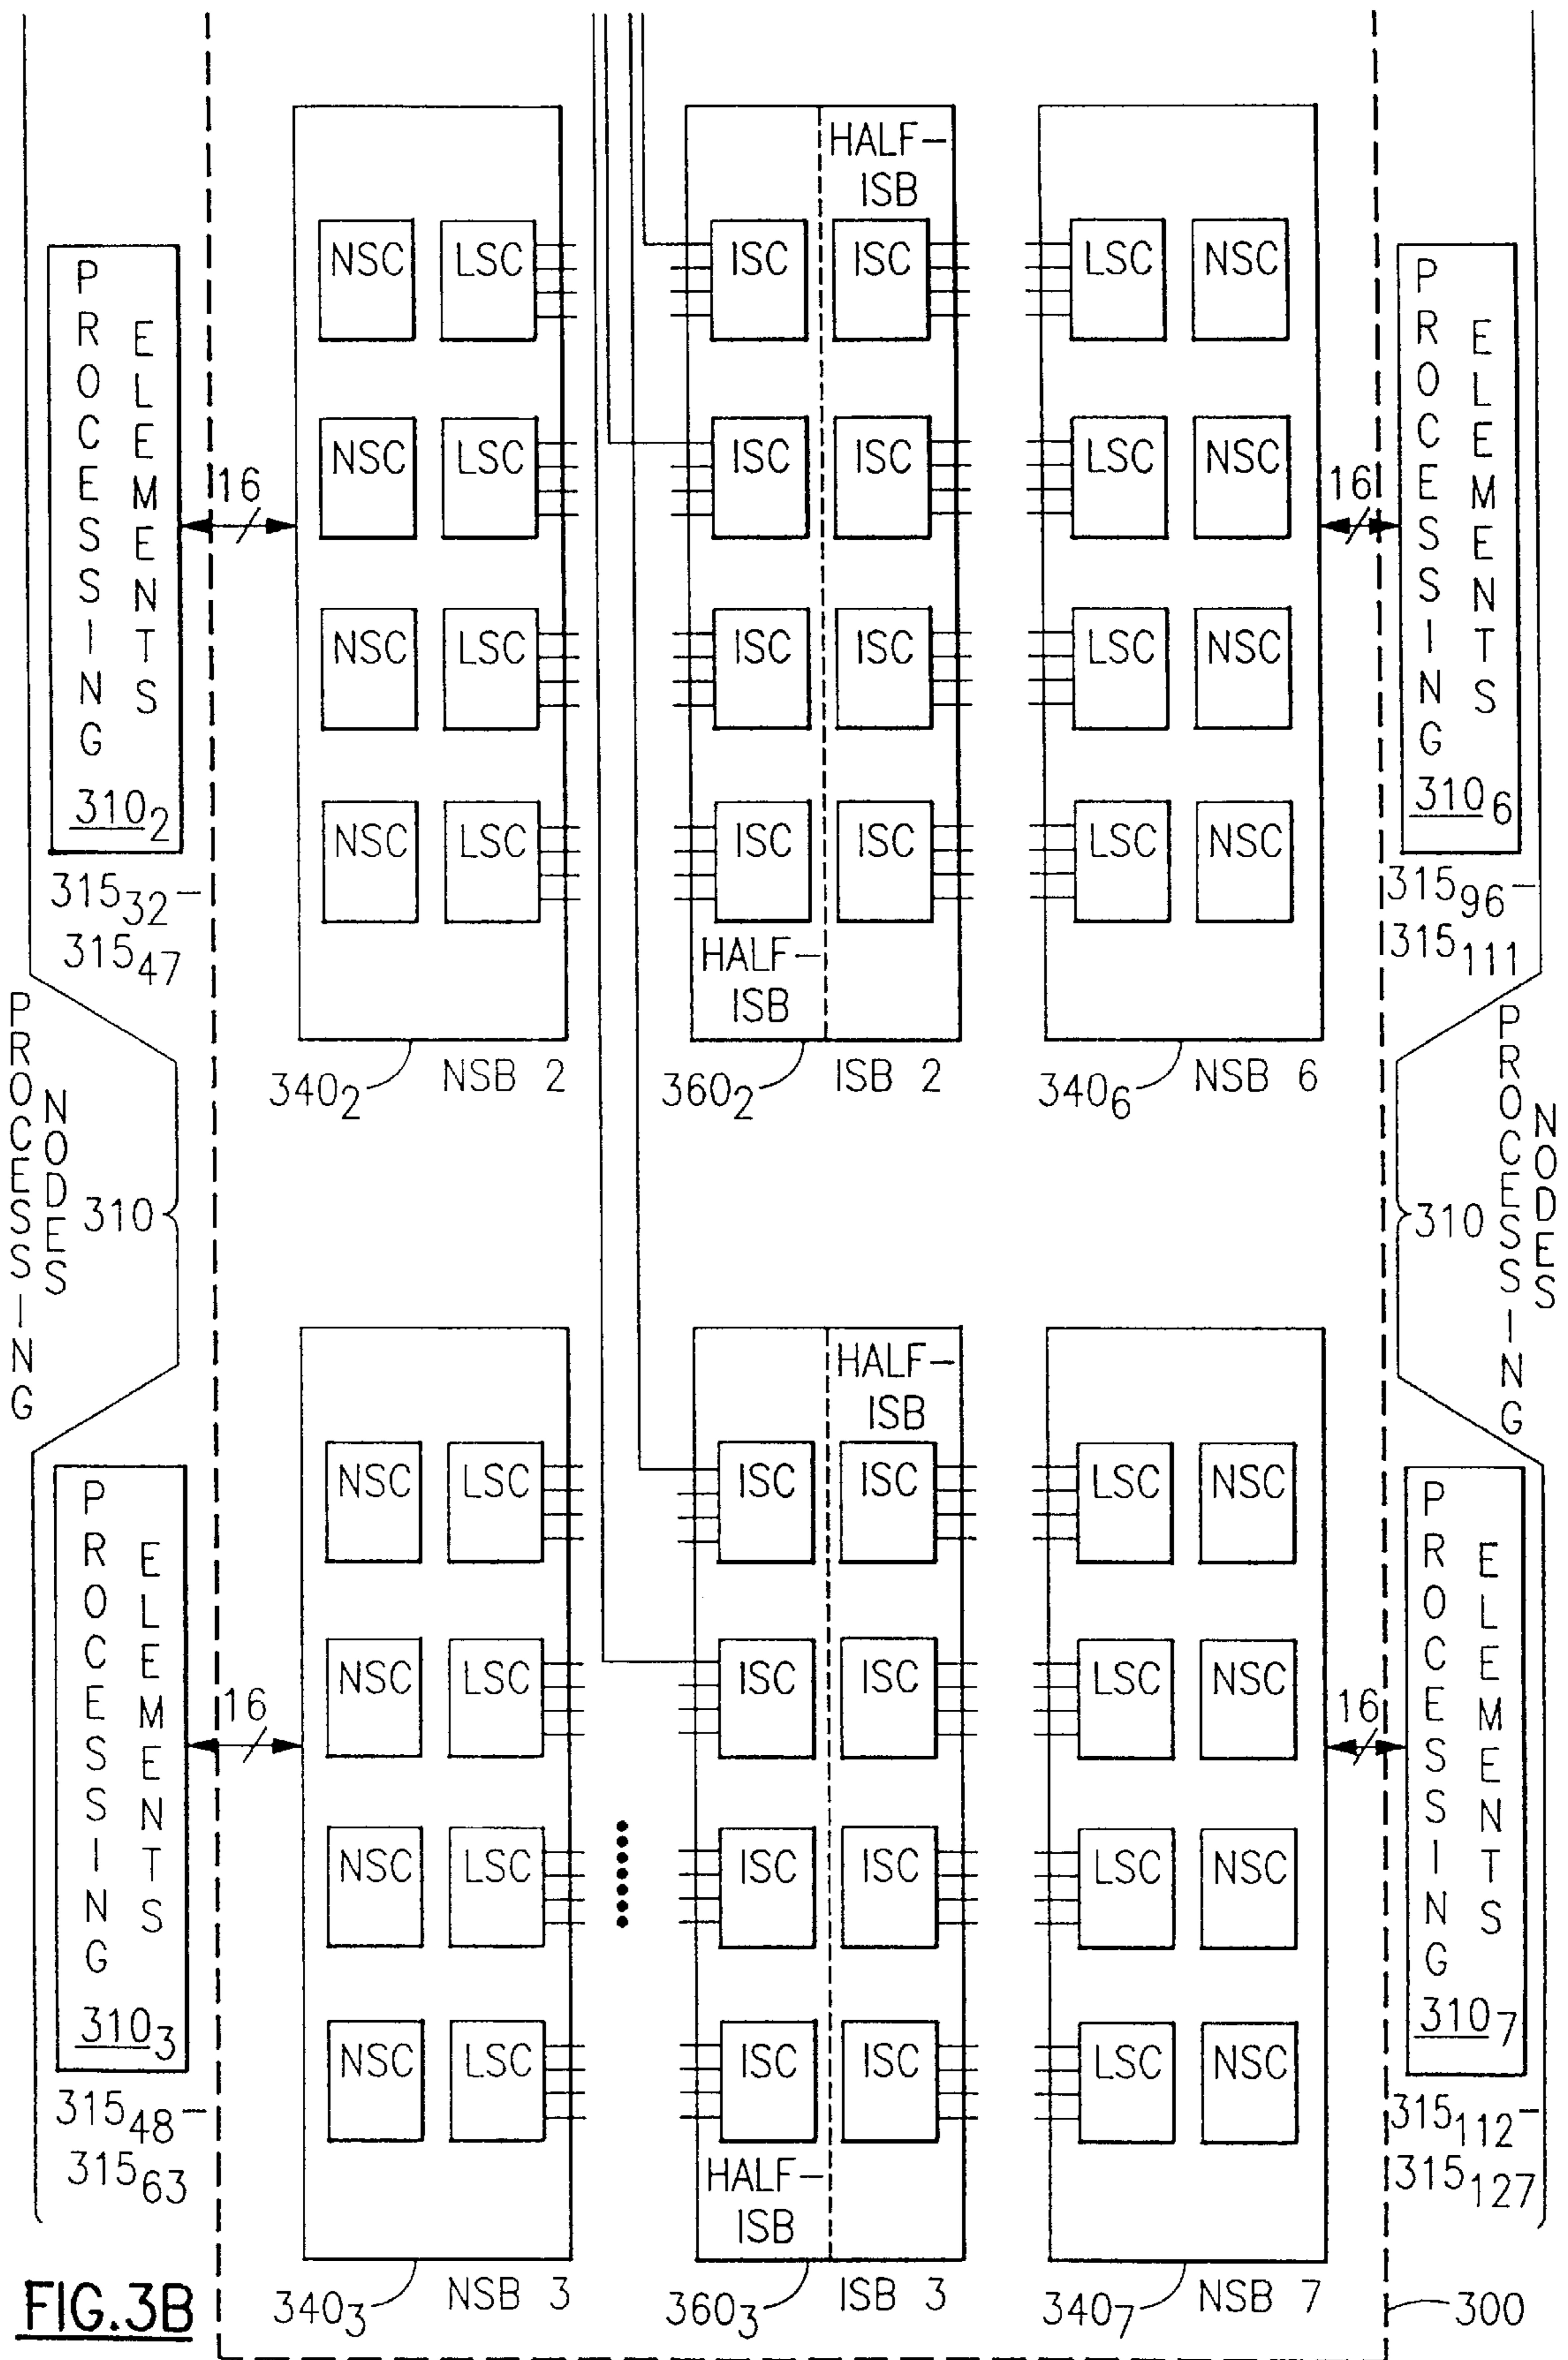 HALF-
ISB
NSC LSC ISC ISC LSC NSC
NSC LSC ISC ISC LSC NSC
NSC LSC ISC ISC LSC NSC
NSC LSC ISC ISC LSC NSC
HALF-
ISB
PROCESSING
ELEMENTS
310₂
16
315₃₂-
315₄₇
16
PROCESSING
ELEMENTS
310₆
315₉₆-
315₁₁₁
340₂ NSB 2
360₂ ISB 2
340₆ NSB 6
PROCESSING
NODES
310
310
PROCESSING
NODES
HALF-
ISB
NSC LSC ISC ISC LSC NSC
NSC LSC ISC ISC LSC NSC
NSC LSC ISC ISC LSC NSC
NSC LSC ISC ISC LSC NSC
HALF-
ISB
PROCESSING
ELEMENTS
310₃
16
315₄₈-
315₆₃
16
PROCESSING
ELEMENTS
310₇
315₁₁₂-
315₁₂₇
340₃ NSB 3
360₃ ISB 3
340₇ NSB 7
300
FIG.3B